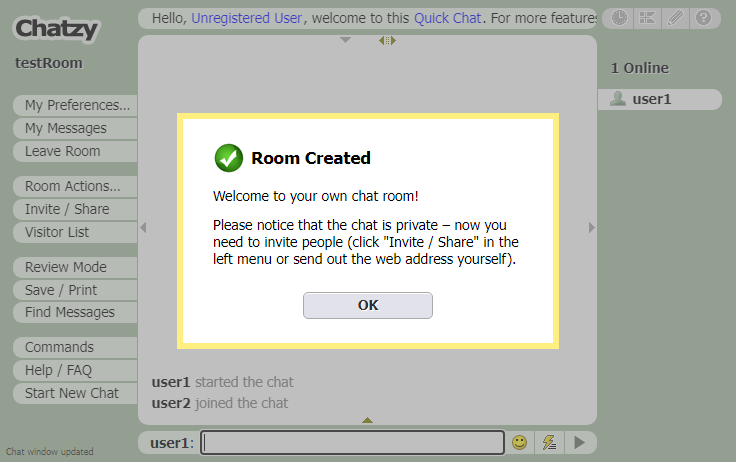 Chatzy
Hello, Unregistered User, welcome to this Quick Chat. For more features
testRoom
1 Online
user1
My Preferences...
My Messages
Leave Room
Room Actions...
Invite / Share
Visitor List
Review Mode
Save / Print
Find Messages
Commands
Help / FAQ
Start New Chat
Room Created
Welcome to your own chat room!
Please notice that the chat is private – now you
need to invite people (click "Invite / Share" in the
left menu or send out the web address yourself).
OK
user1 started the chat
user2 joined the chat
user1:
Chat window updated